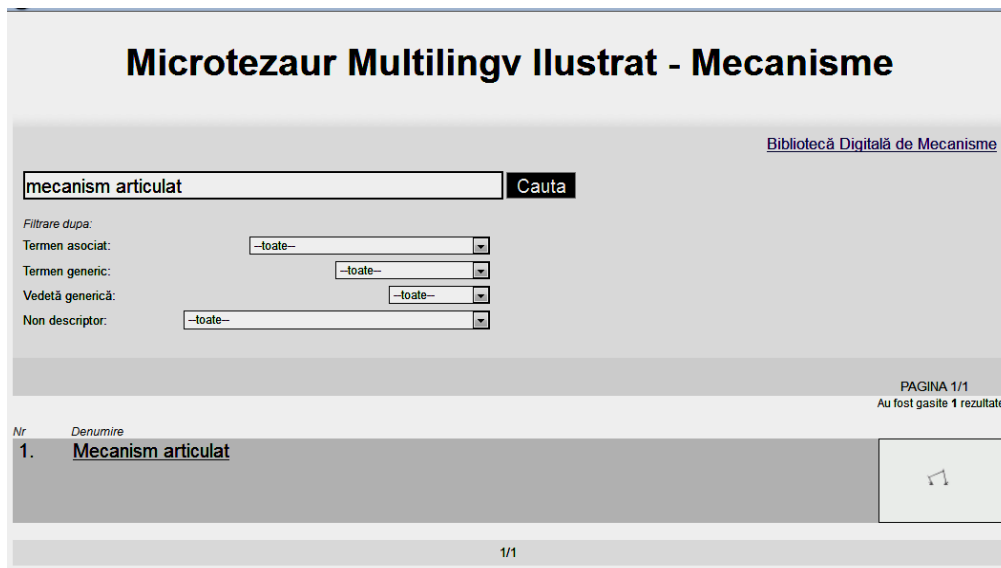 Microtezaur Multilingv Ilustrat - Mecanisme
Bibliotecă Digitală de Mecanisme
mecanism articulat Cauta
Filtrare dupa:
Termen asociat: --toate--
Termen generic: --toate--
Vedetă generică: --toate--
Non descriptor: --toate--
PAGINA 1/1
Au fost gasite 1 rezultate
Nr Denumire
1. Mecanism articulat
1/1